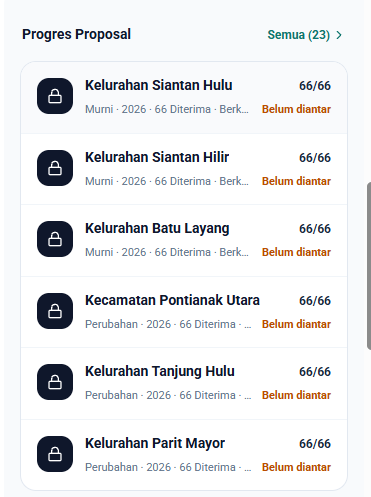 Progres Proposal
Semua (23)
Kelurahan Siantan Hulu
66/66
Murni · 2026 · 66 Diterima · Berk...
Belum diantar
Kelurahan Siantan Hilir
66/66
Murni · 2026 · 66 Diterima · Berk...
Belum diantar
Kelurahan Batu Layang
66/66
Murni · 2026 · 66 Diterima · Berk...
Belum diantar
Kecamatan Pontianak Utara
66/66
Perubahan · 2026 · 66 Diterima · ...
Belum diantar
Kelurahan Tanjung Hulu
66/66
Perubahan · 2026 · 66 Diterima · ...
Belum diantar
Kelurahan Parit Mayor
66/66
Perubahan · 2026 · 66 Diterima · ...
Belum diantar